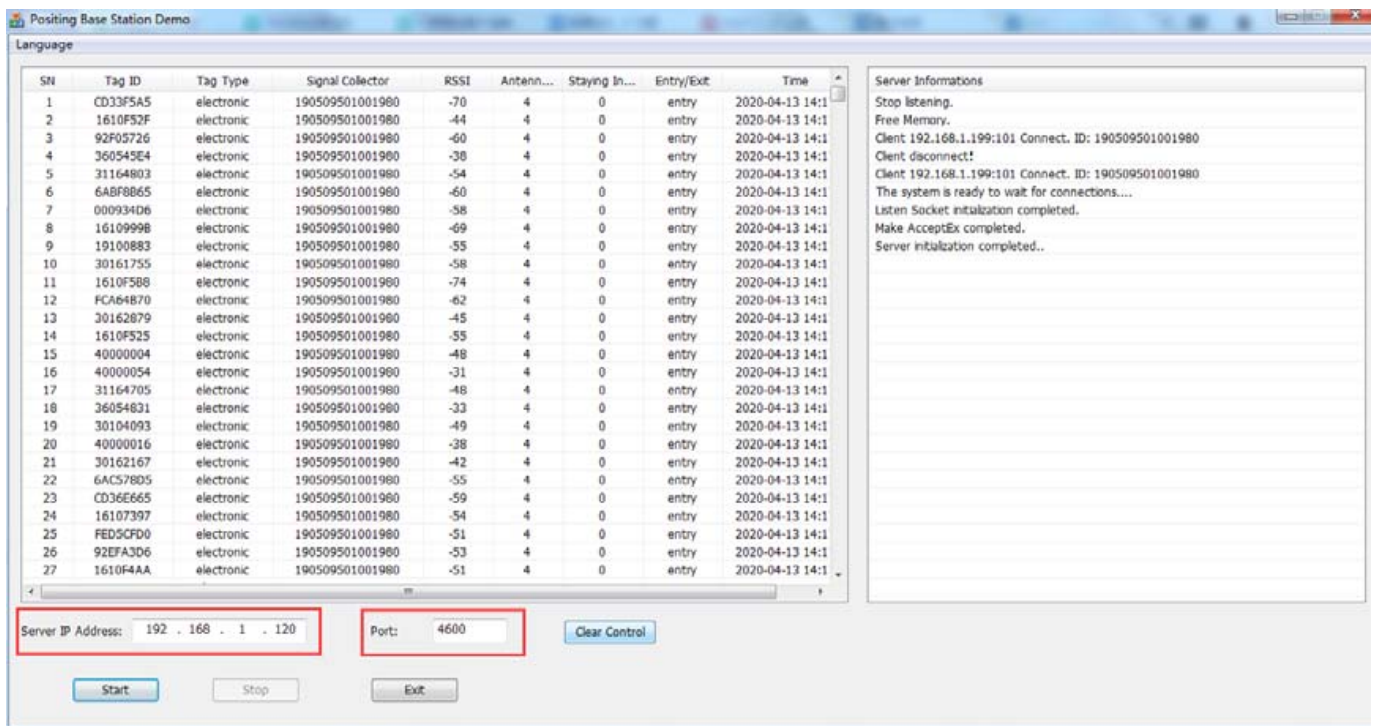 Positing Base Station Demo
Language
SN Tag ID Tag Type Signal Collector RSSI Antenn... Staying In... Entry/Exit Time
1 CD33F5A5 electronic 190509501001980 -70 4 0 entry 2020-04-13 14:1
2 1610F52F electronic 190509501001980 -44 4 0 entry 2020-04-13 14:1
3 92F05726 electronic 190509501001980 -60 4 0 entry 2020-04-13 14:1
4 360545E4 electronic 190509501001980 -38 4 0 entry 2020-04-13 14:1
5 31164803 electronic 190509501001980 -54 4 0 entry 2020-04-13 14:1
6 6ABF8B65 electronic 190509501001980 -60 4 0 entry 2020-04-13 14:1
7 000934D6 electronic 190509501001980 -58 4 0 entry 2020-04-13 14:1
8 1610999B electronic 190509501001980 -69 4 0 entry 2020-04-13 14:1
9 19100883 electronic 190509501001980 -55 4 0 entry 2020-04-13 14:1
10 30161755 electronic 190509501001980 -58 4 0 entry 2020-04-13 14:1
11 1610F5B8 electronic 190509501001980 -74 4 0 entry 2020-04-13 14:1
12 FCA64B70 electronic 190509501001980 -62 4 0 entry 2020-04-13 14:1
13 30162879 electronic 190509501001980 -45 4 0 entry 2020-04-13 14:1
14 1610F525 electronic 190509501001980 -55 4 0 entry 2020-04-13 14:1
15 40000004 electronic 190509501001980 -48 4 0 entry 2020-04-13 14:1
16 40000054 electronic 190509501001980 -31 4 0 entry 2020-04-13 14:1
17 31164705 electronic 190509501001980 -48 4 0 entry 2020-04-13 14:1
18 36054831 electronic 190509501001980 -33 4 0 entry 2020-04-13 14:1
19 30104093 electronic 190509501001980 -49 4 0 entry 2020-04-13 14:1
20 40000016 electronic 190509501001980 -38 4 0 entry 2020-04-13 14:1
21 30162167 electronic 190509501001980 -42 4 0 entry 2020-04-13 14:1
22 6AC578D5 electronic 190509501001980 -55 4 0 entry 2020-04-13 14:1
23 CD36E665 electronic 190509501001980 -59 4 0 entry 2020-04-13 14:1
24 16107397 electronic 190509501001980 -54 4 0 entry 2020-04-13 14:1
25 FED5CFD0 electronic 190509501001980 -51 4 0 entry 2020-04-13 14:1
26 92EFA3D6 electronic 190509501001980 -53 4 0 entry 2020-04-13 14:1
27 1610F4AA electronic 190509501001980 -51 4 0 entry 2020-04-13 14:1
Server Informations
Stop listening.
Free Memory.
Client 192.168.1.199:101 Connect. ID: 190509501001980
Client disconnect!
Client 192.168.1.199:101 Connect. ID: 190509501001980
The system is ready to wait for connections....
Listen Socket initialization completed.
Make AcceptEx completed.
Server initialization completed..
Server IP Address: 192 . 168 . 1 . 120 Port: 4600 Clear Control
Start Stop Exit